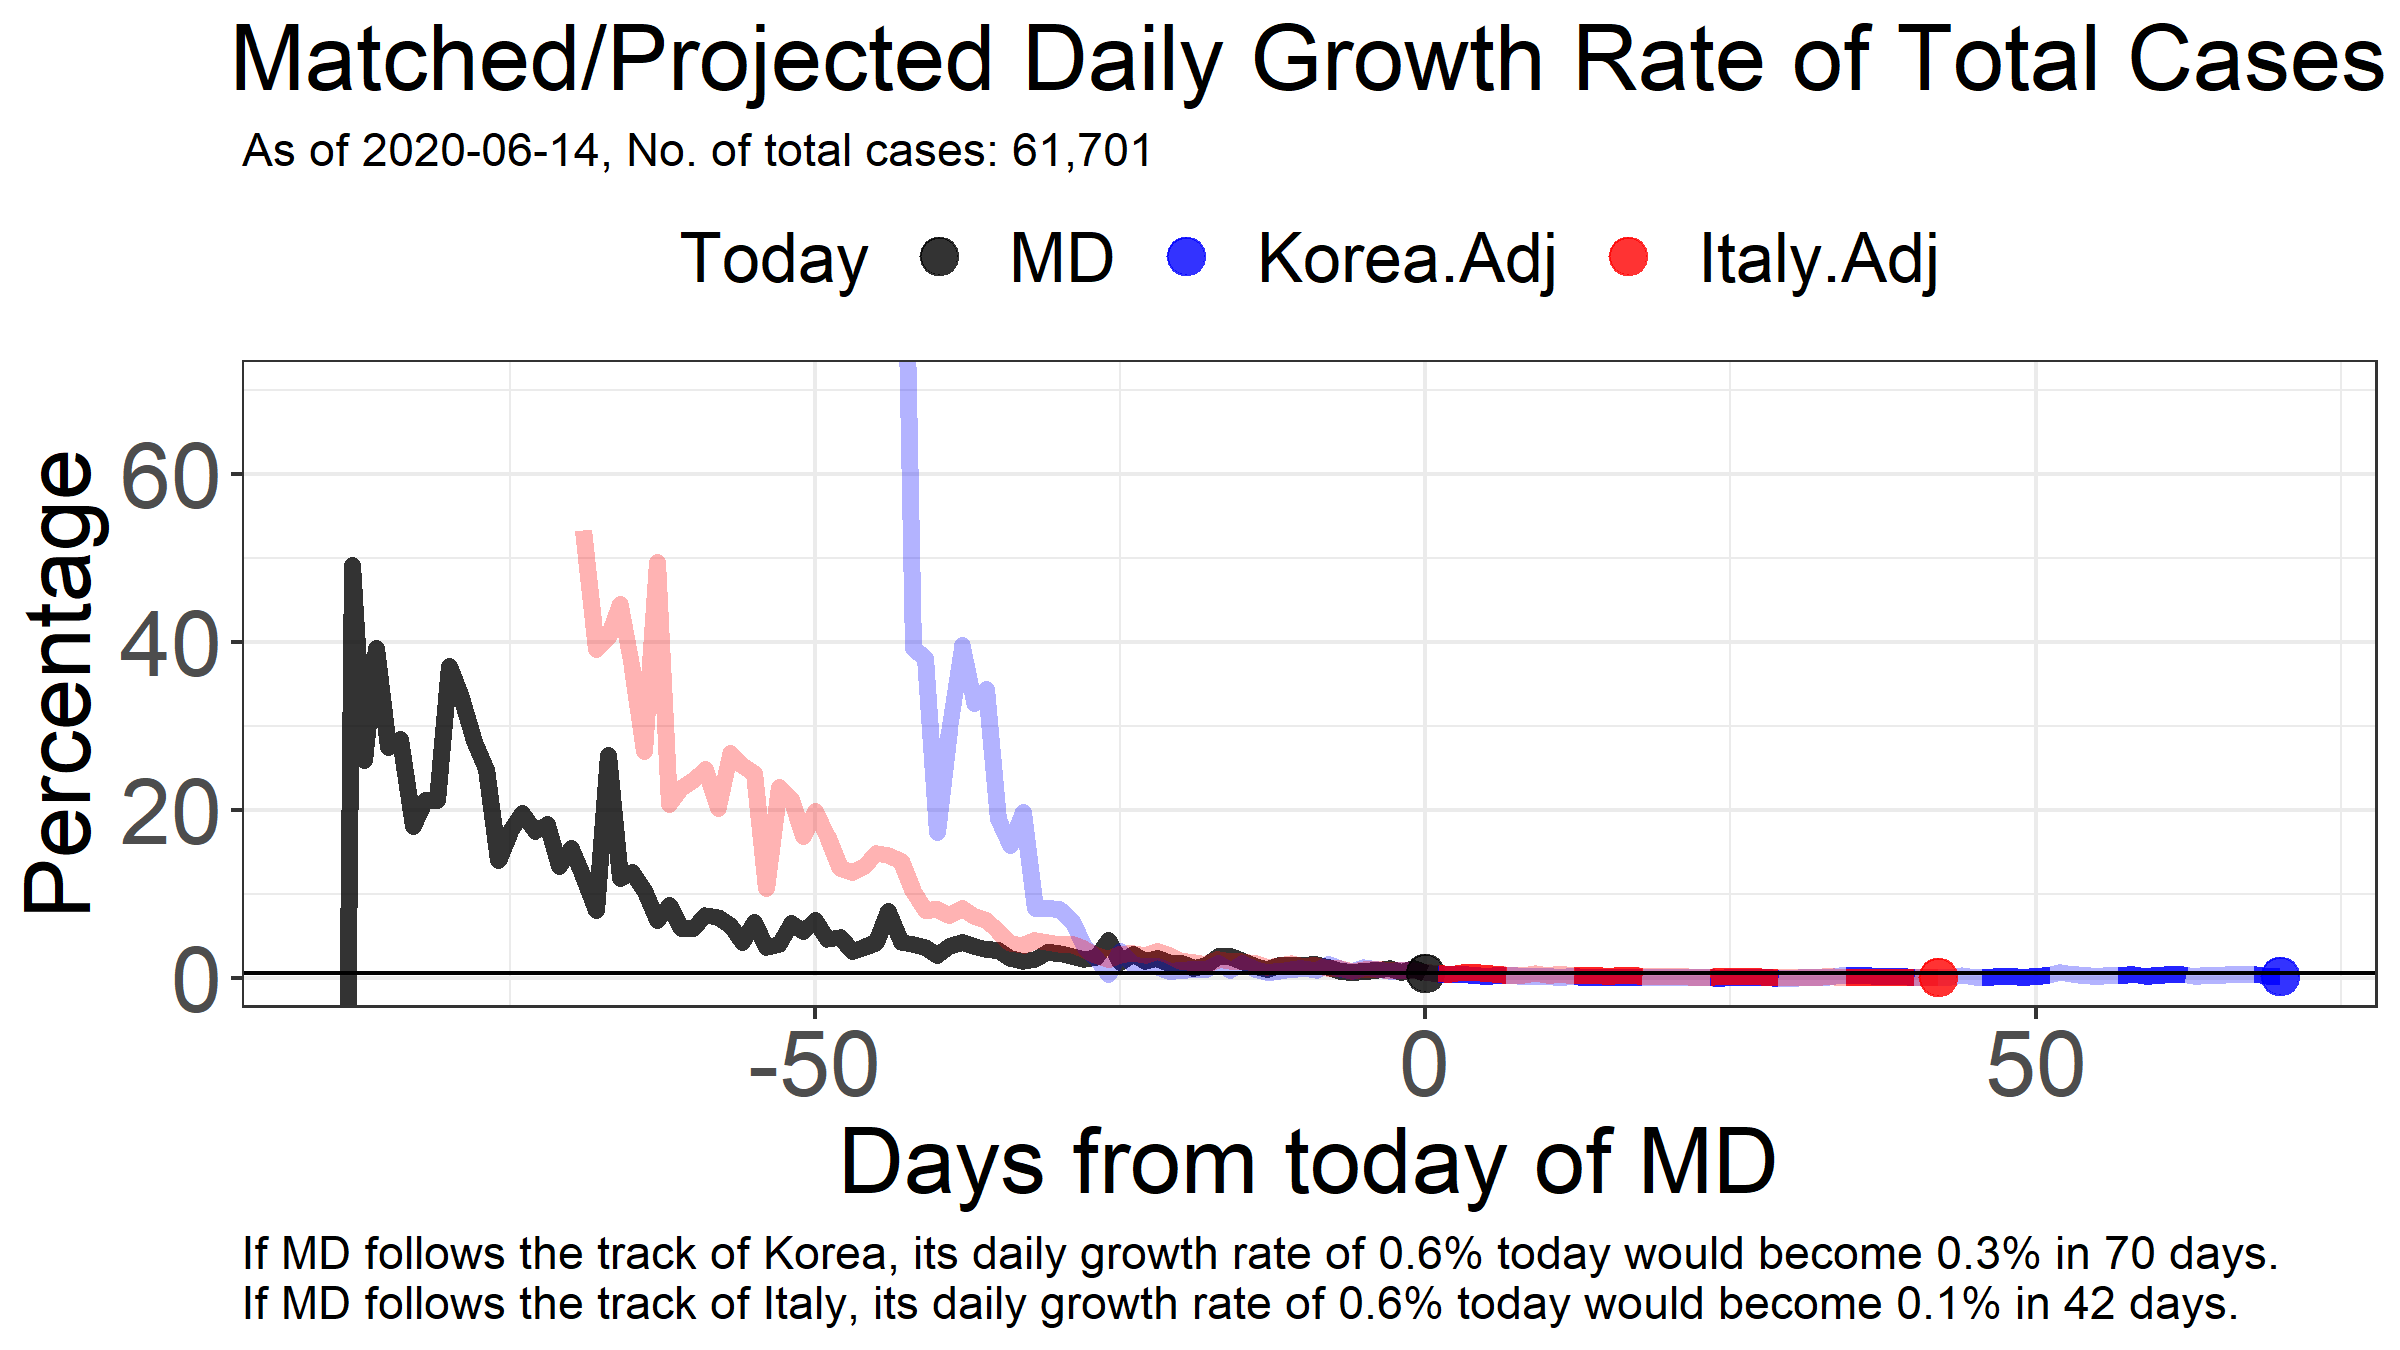 Matched/Projected Daily Growth Rate of Total Cases
As of 2020-06-14, No. of total cases: 61,701
Today MD Korea.Adj Italy.Adj
Percentage
60
40
20
0
-50 0 50
Days from today of MD
If MD follows the track of Korea, its daily growth rate of 0.6% today would become 0.3% in 70 days.
If MD follows the track of Italy, its daily growth rate of 0.6% today would become 0.1% in 42 days.